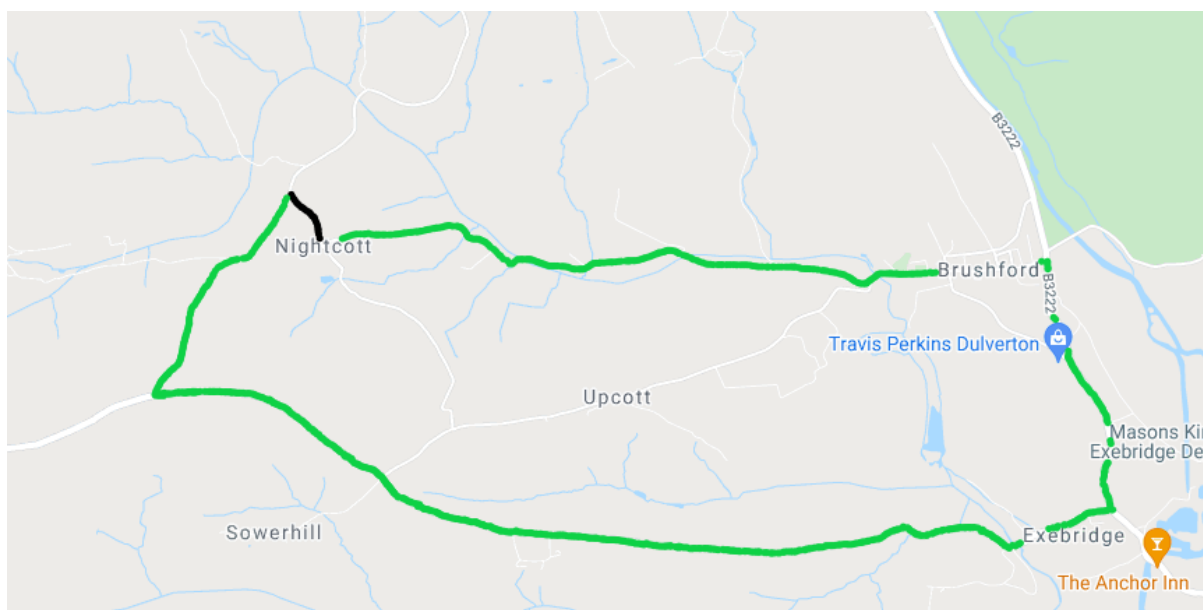 B3222
Nightcott
Brushford
B3222
Travis Perkins Dulverton
Upcott
Masons Ki
Exebridge De
Sowerhill
Exebridge
The Anchor Inn